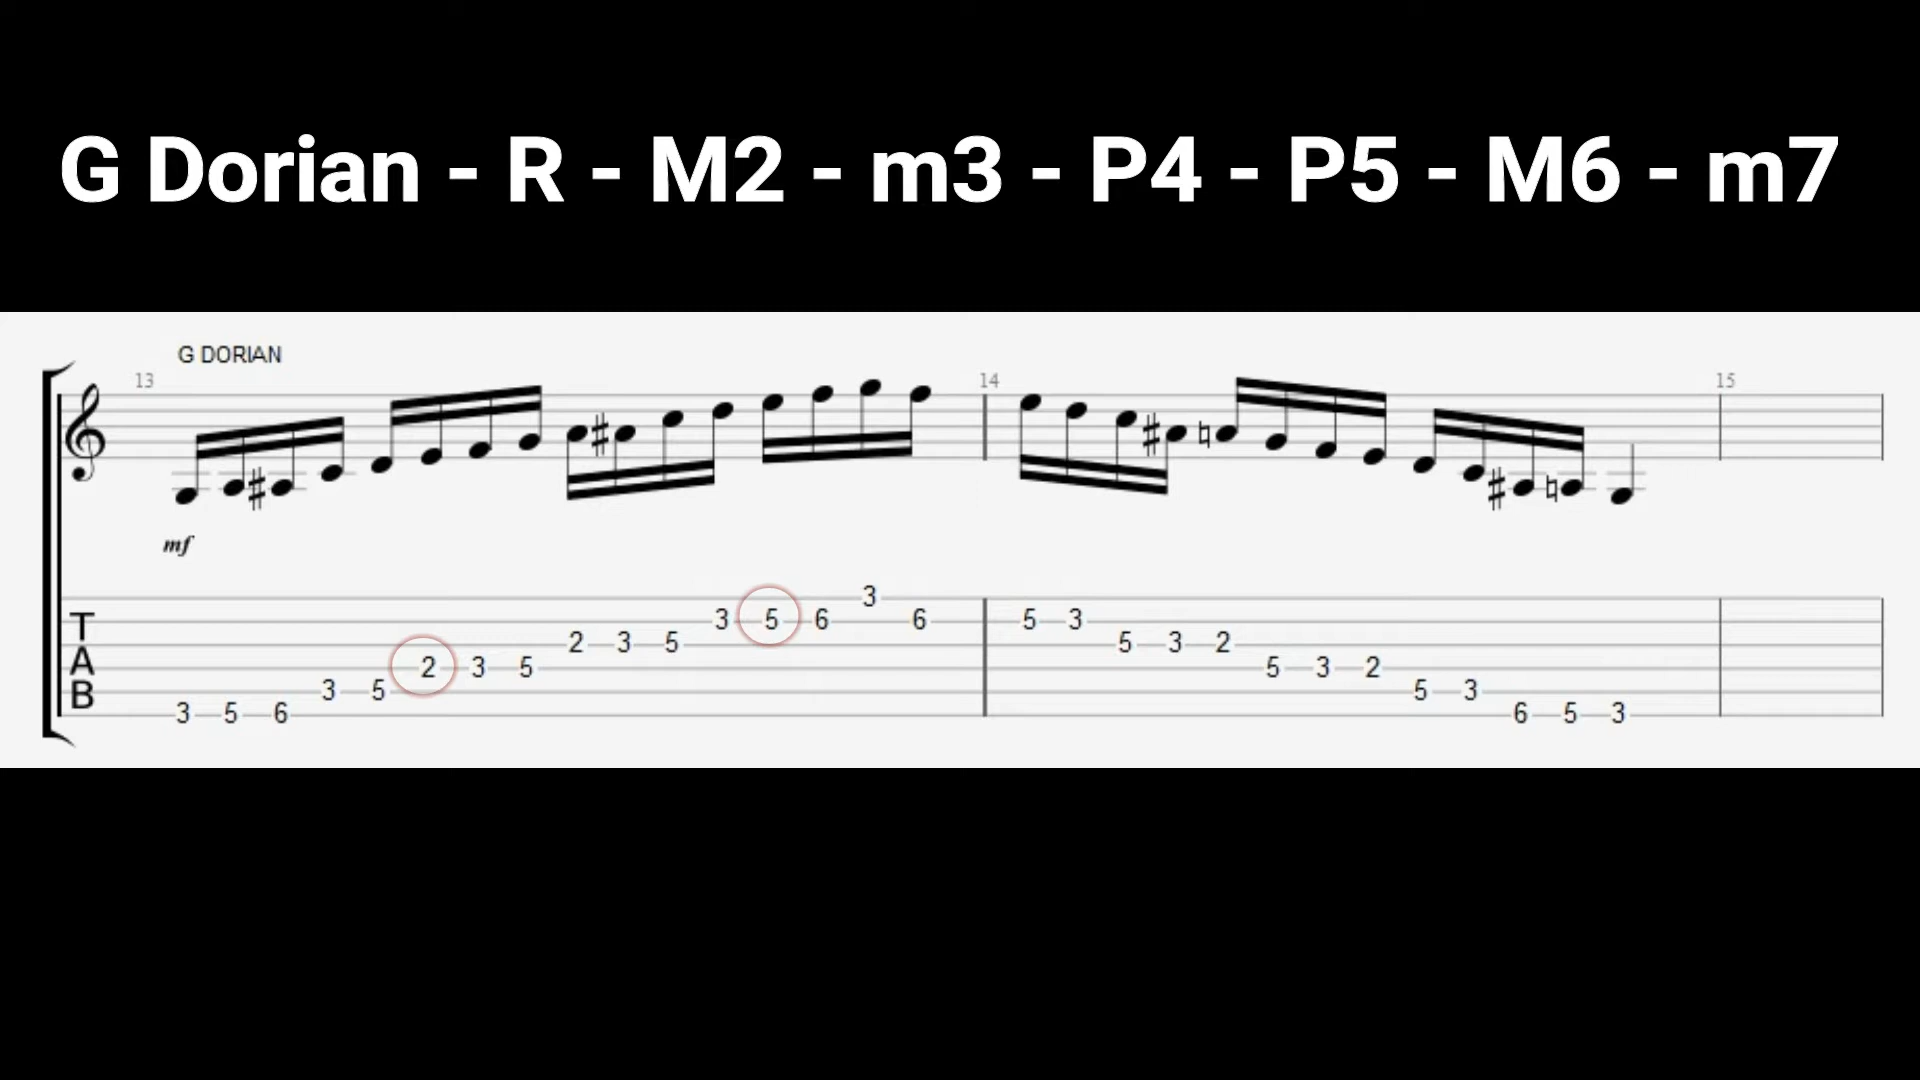 G Dorian - R - M2 - m3 - P4 - P5 - M6 - m7
G DORIAN
13 14 15
mf
T
A
B
3
3 5 6 6 5 3
2 3 5 5 3 2
2 3 5 5 3 2
3 5 5 3
3 5 6 6 5 3